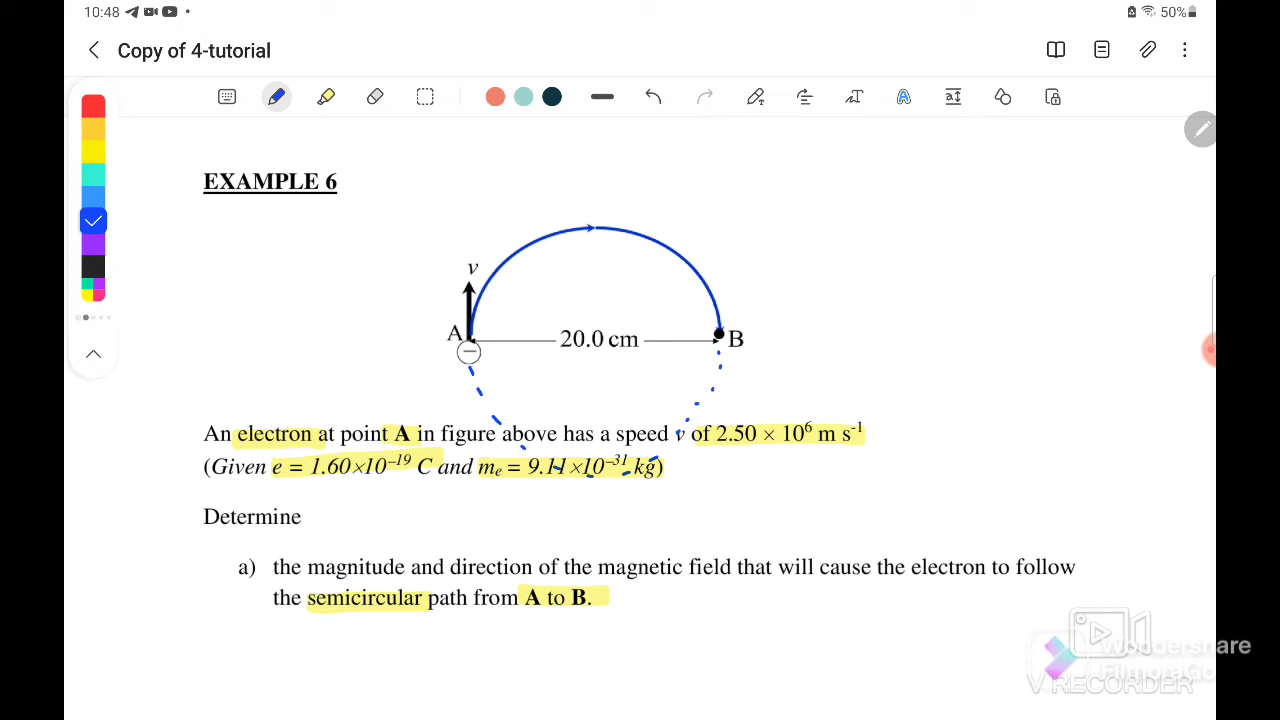 10:48 50%
Copy of 4-tutorial
EXAMPLE 6
v
A 20.0 cm B
An electron at point A in figure above has a speed v of 2.50 × 10⁶ m s⁻¹
(Given e = 1.60×10⁻¹⁹ C and mₑ = 9.11×10⁻³¹ kg)
Determine
a) the magnitude and direction of the magnetic field that will cause the electron to follow
the semicircular path from A to B.
Wondershare
FilmoraGo
V RECORDER